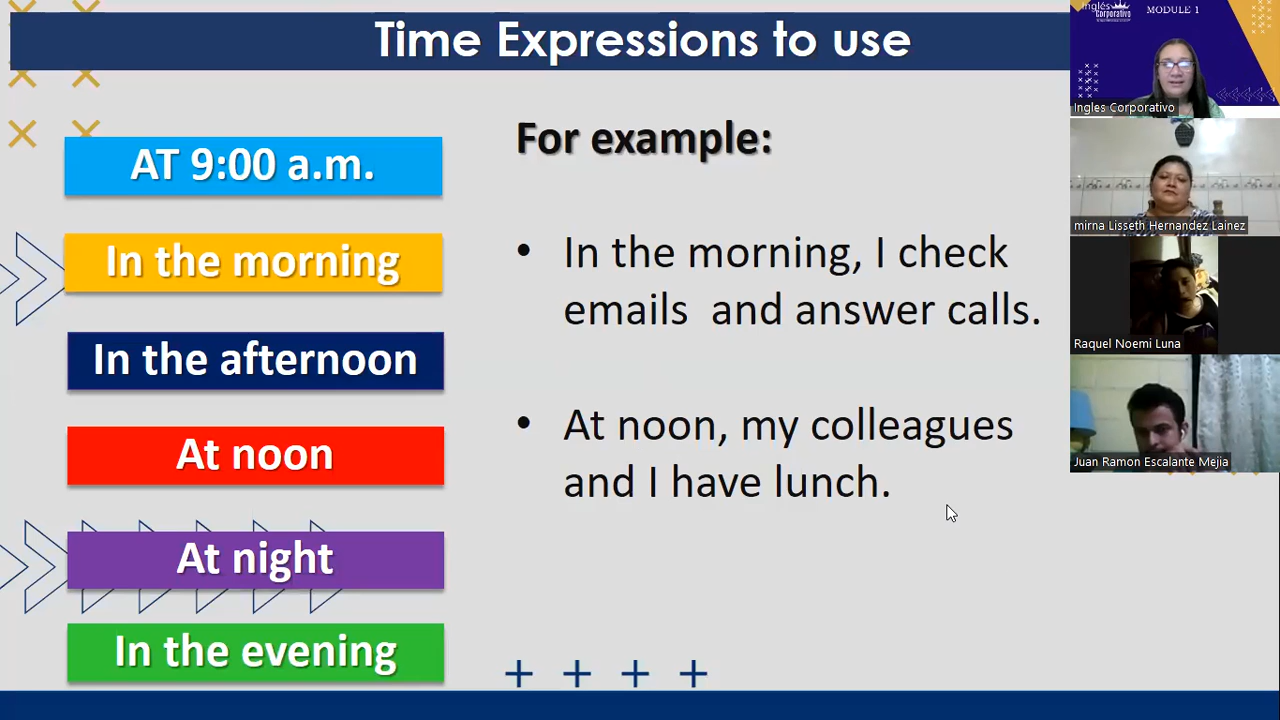 Time Expressions to use
AT 9:00 a.m.
In the morning
In the afternoon
At noon
At night
In the evening
For example:
• In the morning, I check
emails and answer calls.
• At noon, my colleagues
and I have lunch.
Inglés
Corporativo
MODULE 1
Ingles Corporativo
mirna Lisseth Hernandez Lainez
Raquel Noemi Luna
Juan Ramon Escalante Mejia